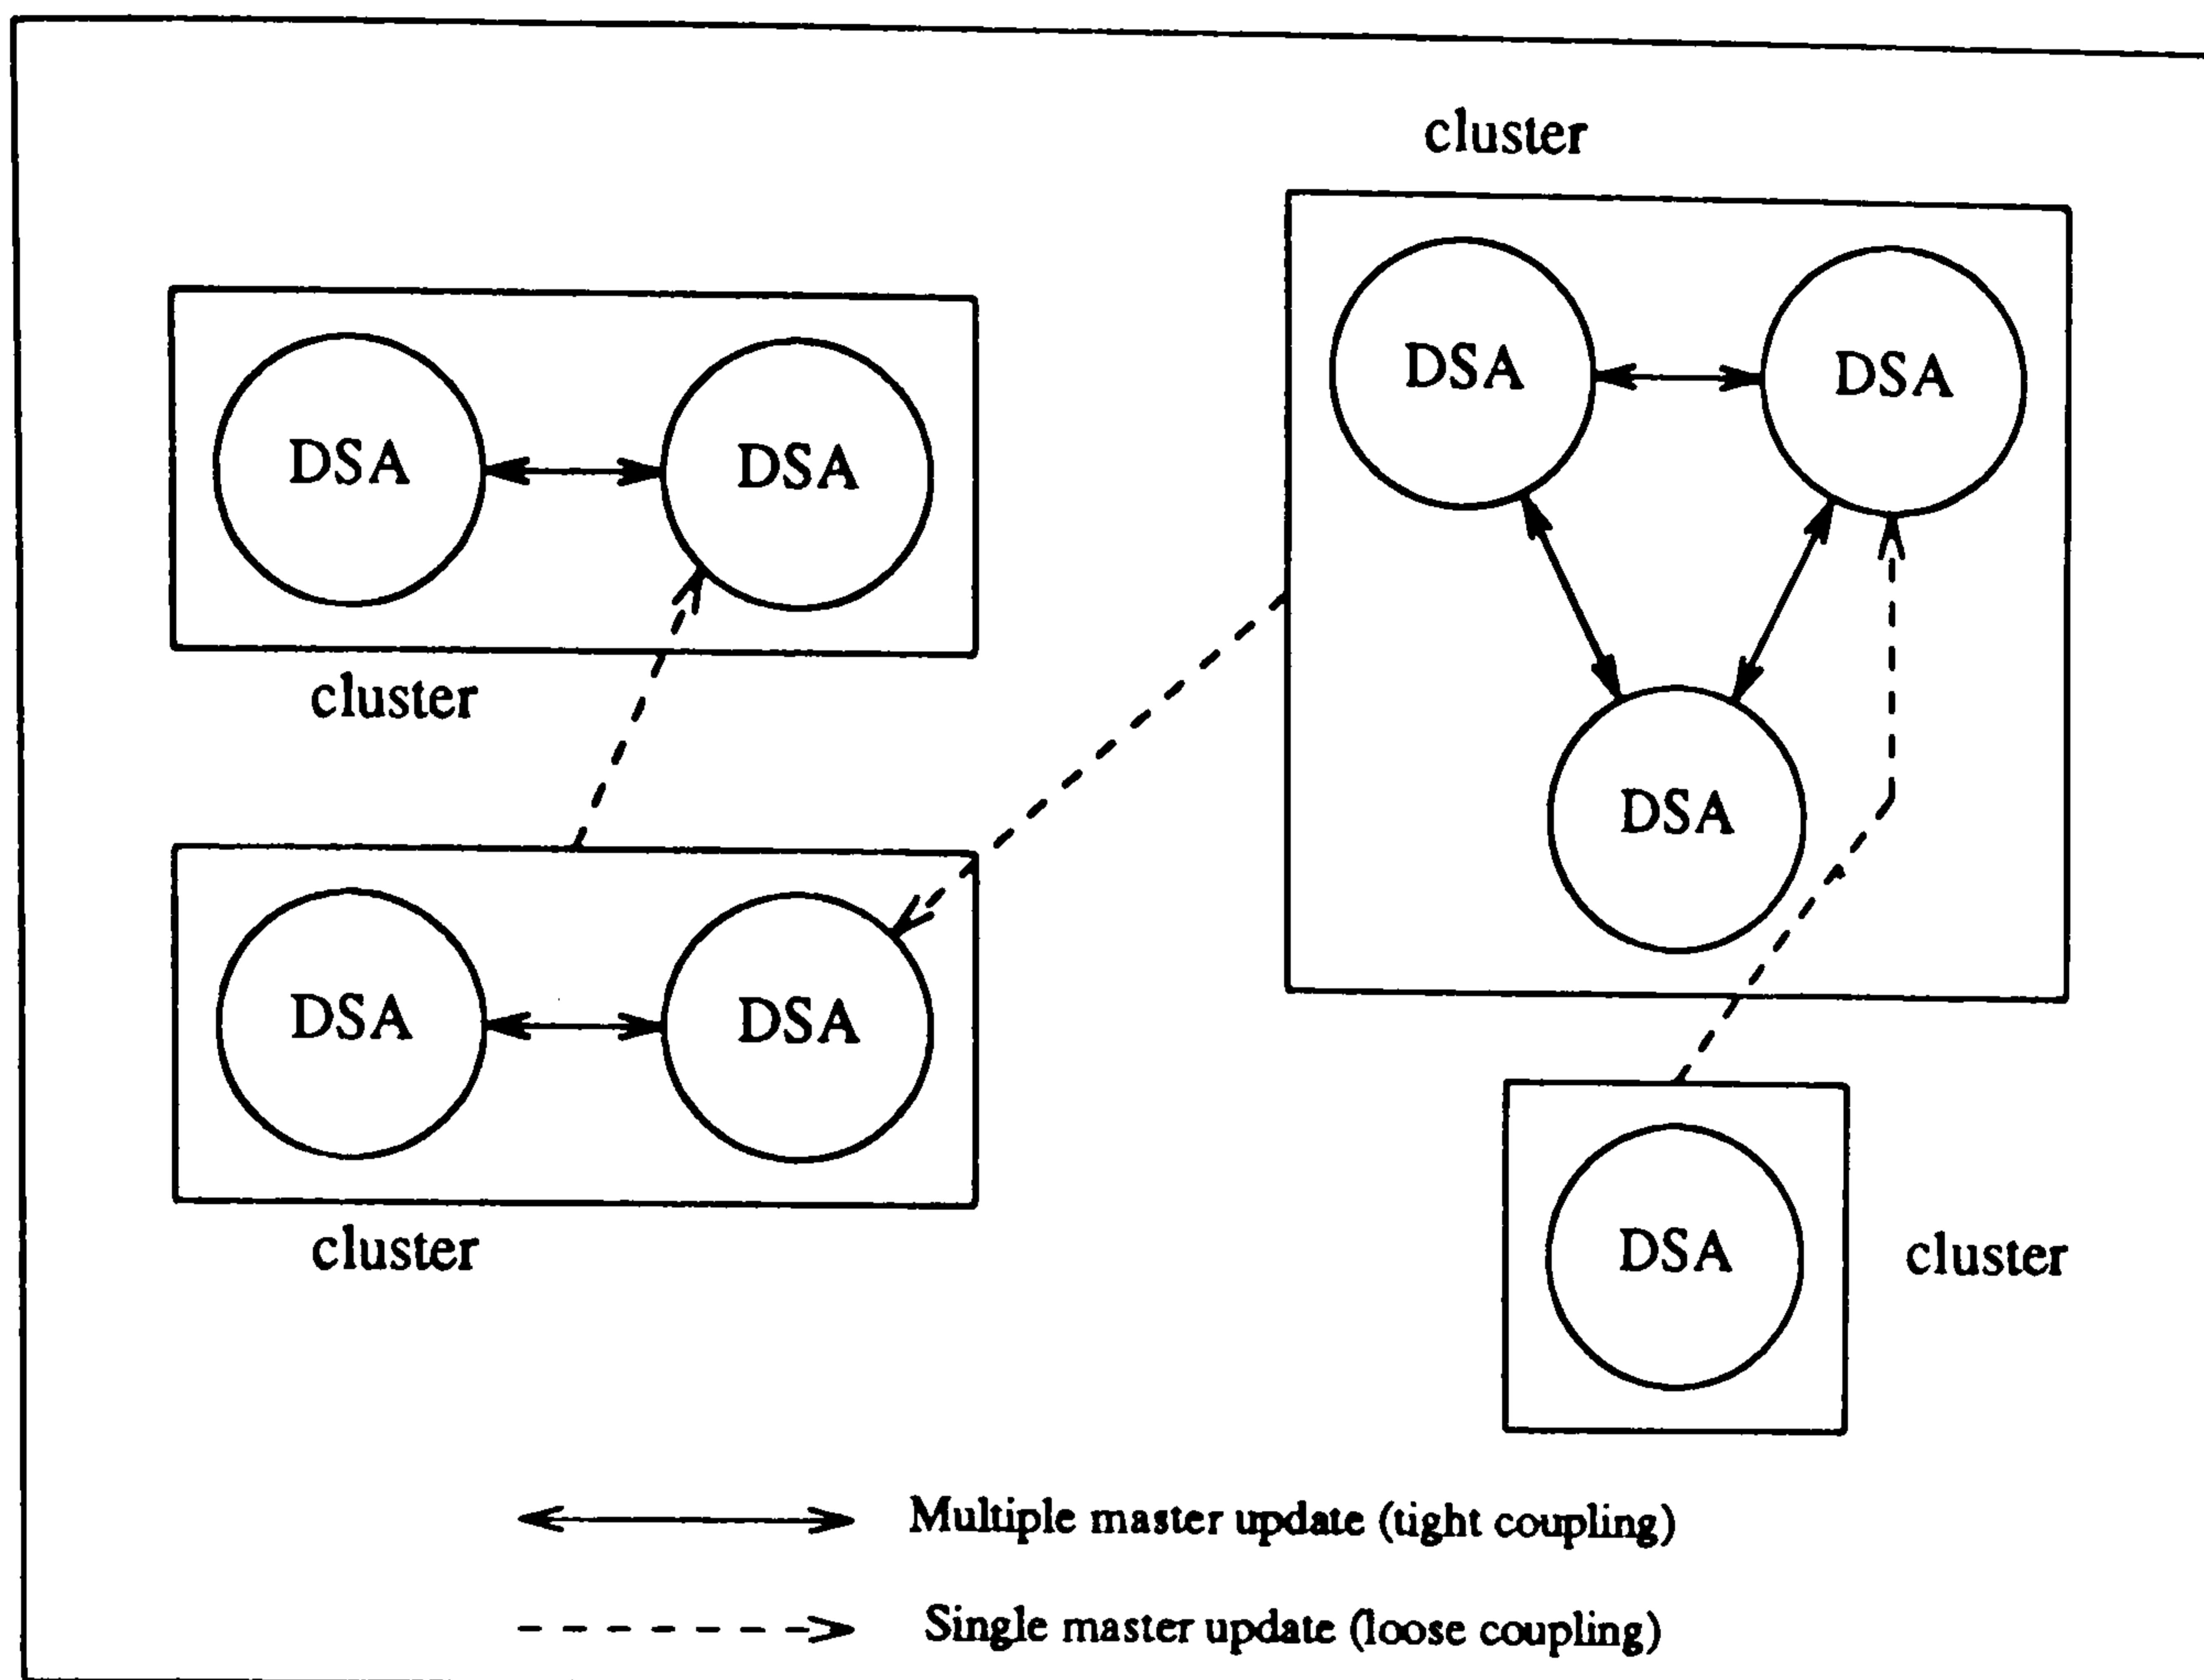 cluster
DSA
DSA
DSA
DSA
cluster
DSA
DSA
DSA
cluster
DSA
cluster
Multiple master update (tight coupling)
Single master update (loose coupling)